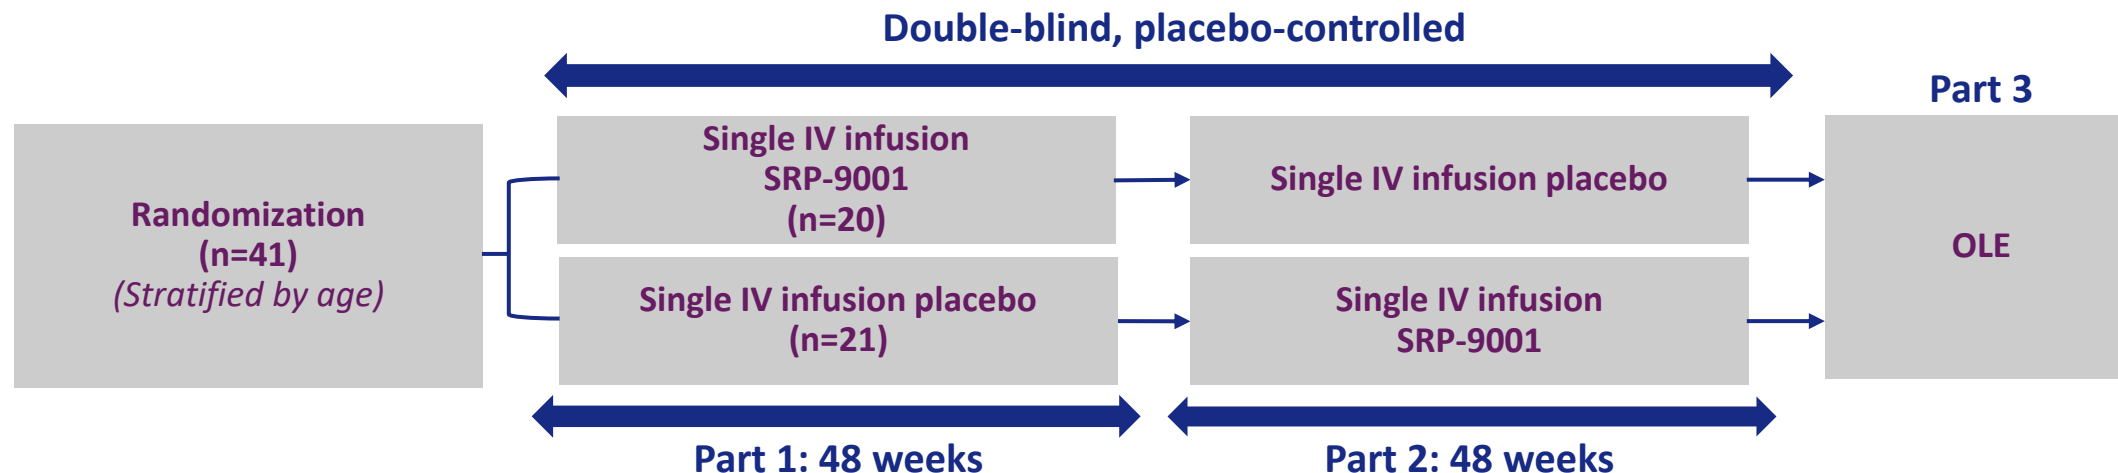 Double-blind, placebo-controlled
Randomization
(n=41)
(Stratified by age)
Single IV infusion
SRP-9001
(n=20)
Single IV infusion placebo
(n=21)
Part 1: 48 weeks
Single IV infusion placebo
Single IV infusion
SRP-9001
Part 2: 48 weeks
Part 3
OLE